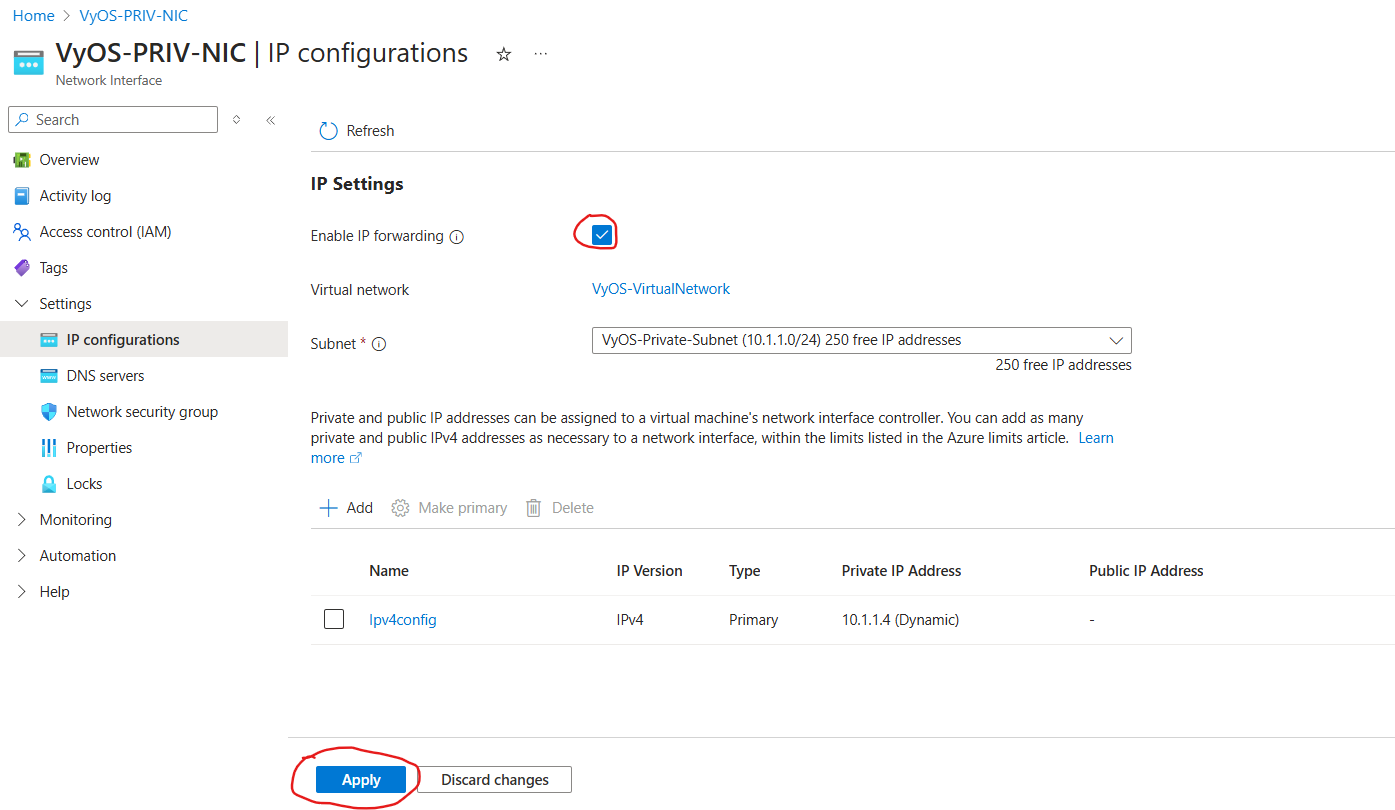 Home > VyOS-PRIV-NIC
VyOS-PRIV-NIC | IP configurations
Network Interface
Search
Overview
Activity log
Access control (IAM)
Tags
Settings
IP configurations
DNS servers
Network security group
Properties
Locks
Monitoring
Automation
Help
Refresh
IP Settings
Enable IP forwarding
Virtual network VyOS-VirtualNetwork
Subnet * VyOS-Private-Subnet (10.1.1.0/24) 250 free IP addresses
250 free IP addresses
Private and public IP addresses can be assigned to a virtual machine's network interface controller. You can add as many
private and public IPv4 addresses as necessary to a network interface, within the limits listed in the Azure limits article. Learn
more
Add Make primary Delete
Name IP Version Type Private IP Address Public IP Address
Ipv4config IPv4 Primary 10.1.1.4 (Dynamic) -
Apply Discard changes